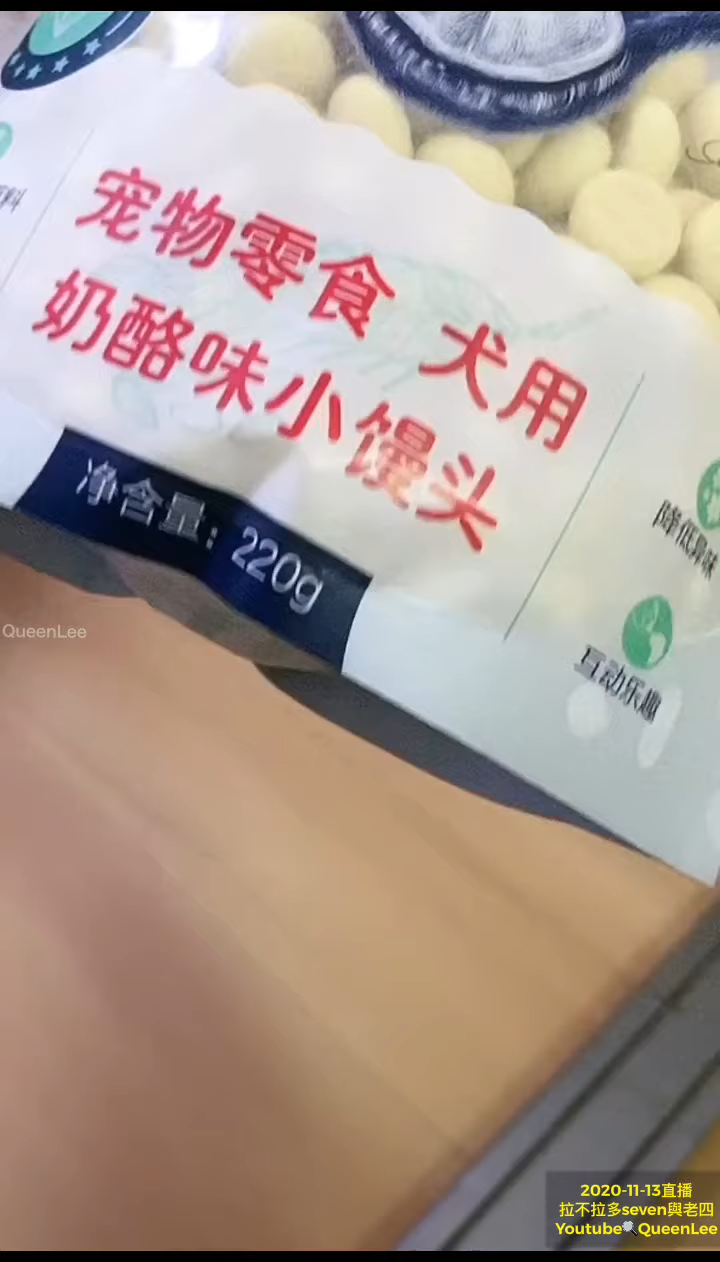 宠物零食 犬用
奶酪味小馒头
净含量：220g
降低异味
互动乐趣
QueenLee
2020-11-13直播
拉不拉多seven與老四
Youtube🔍QueenLee